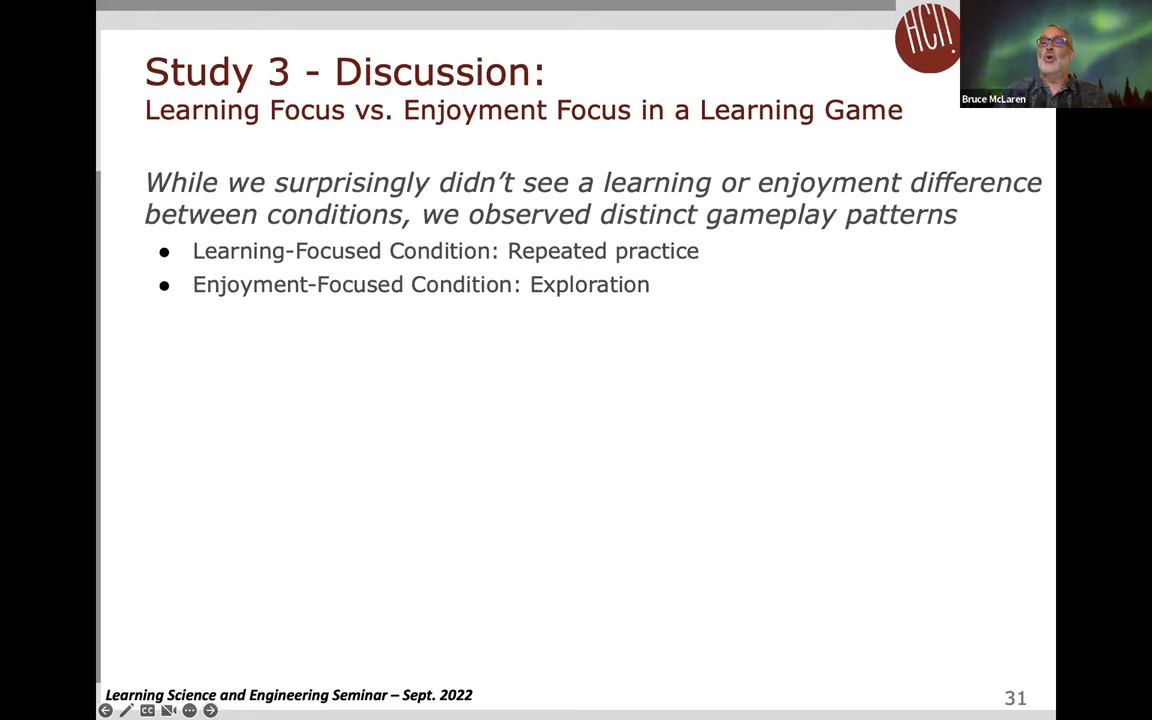 HCII
Bruce McLaren
Study 3 - Discussion:
Learning Focus vs. Enjoyment Focus in a Learning Game
While we surprisingly didn't see a learning or enjoyment difference
between conditions, we observed distinct gameplay patterns
● Learning-Focused Condition: Repeated practice
● Enjoyment-Focused Condition: Exploration
Learning Science and Engineering Seminar – Sept. 2022
31
CC